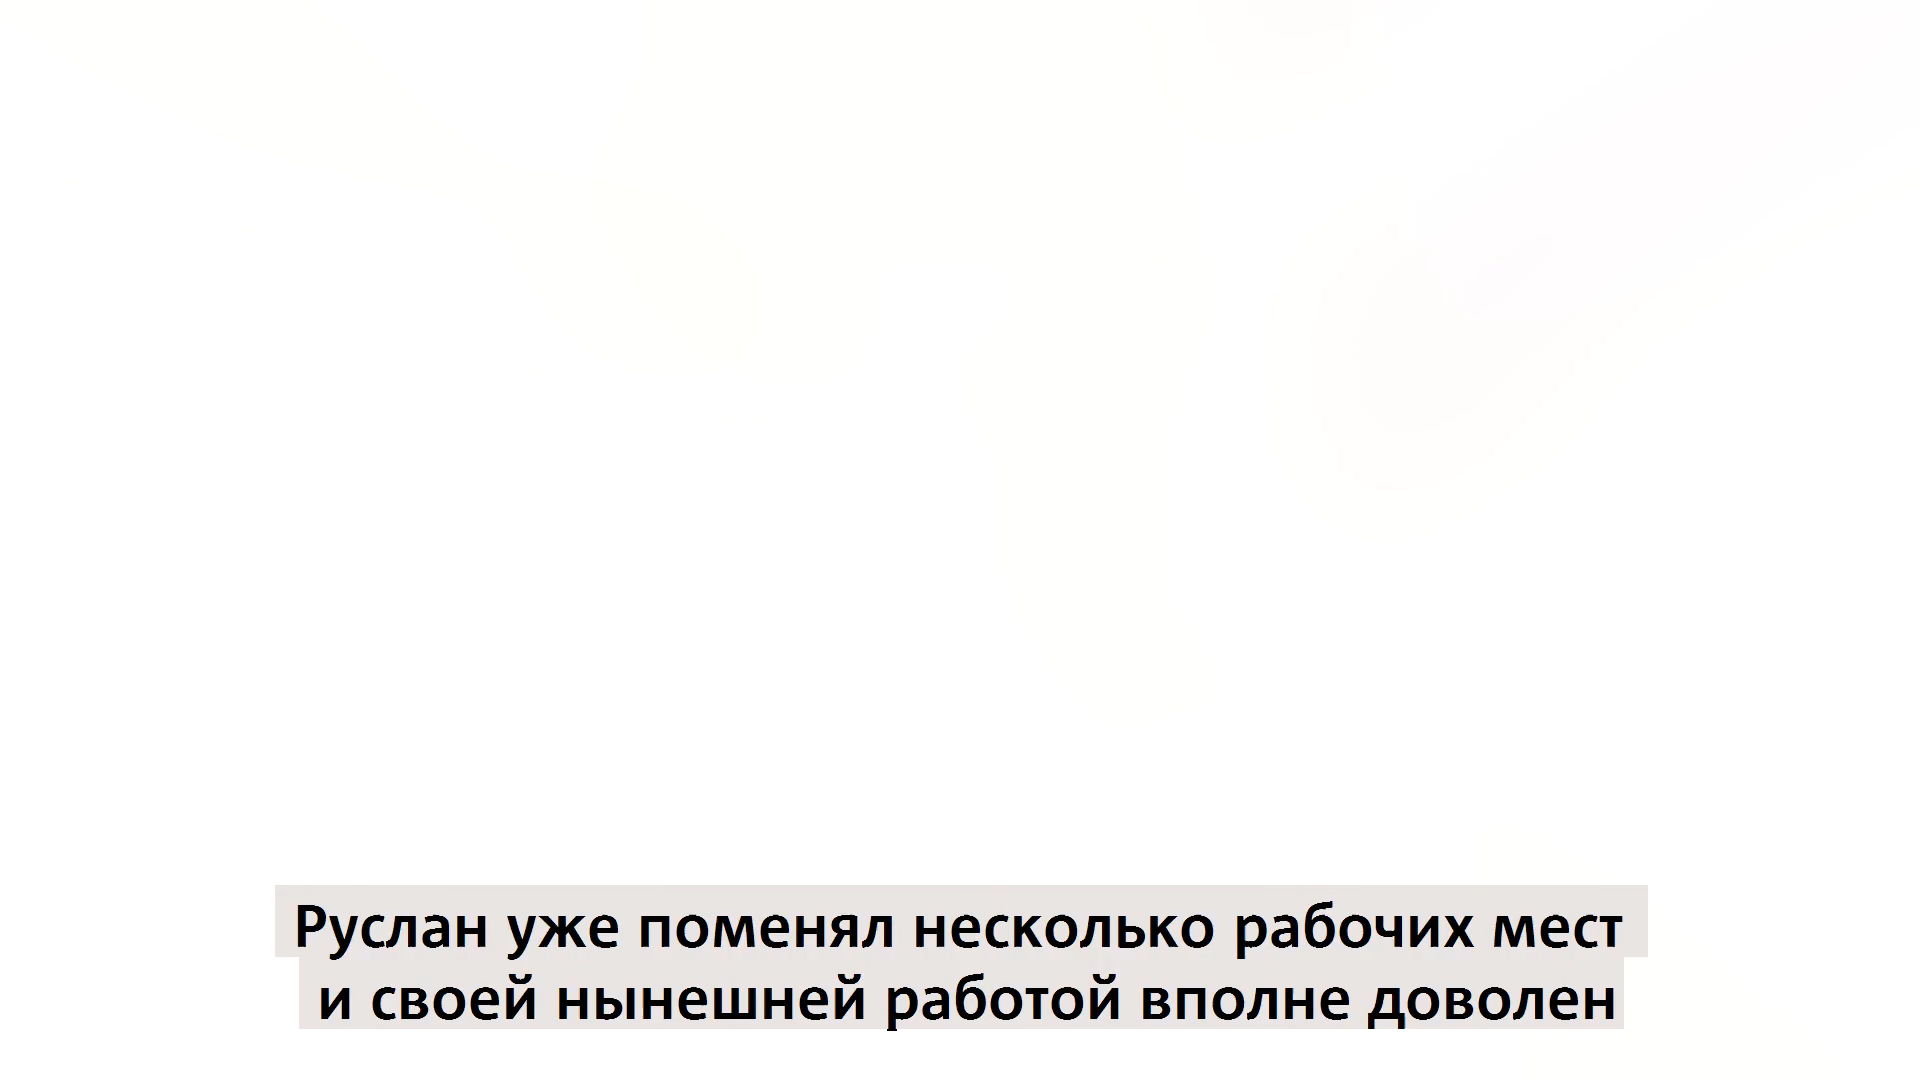 Руслан уже поменял несколько рабочих мест
и своей нынешней работой вполне доволен